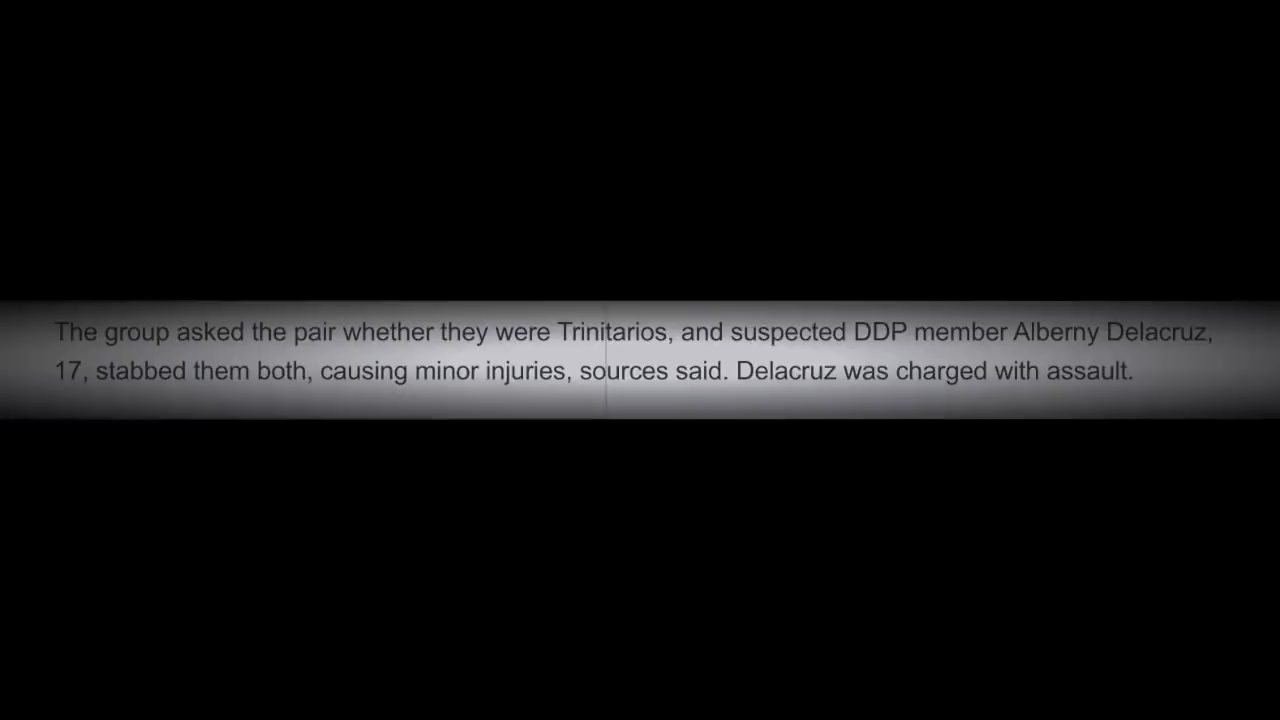 The group asked the pair whether they were Trinitarios, and suspected DDP member Alberny Delacruz,
17, stabbed them both, causing minor injuries, sources said. Delacruz was charged with assault.